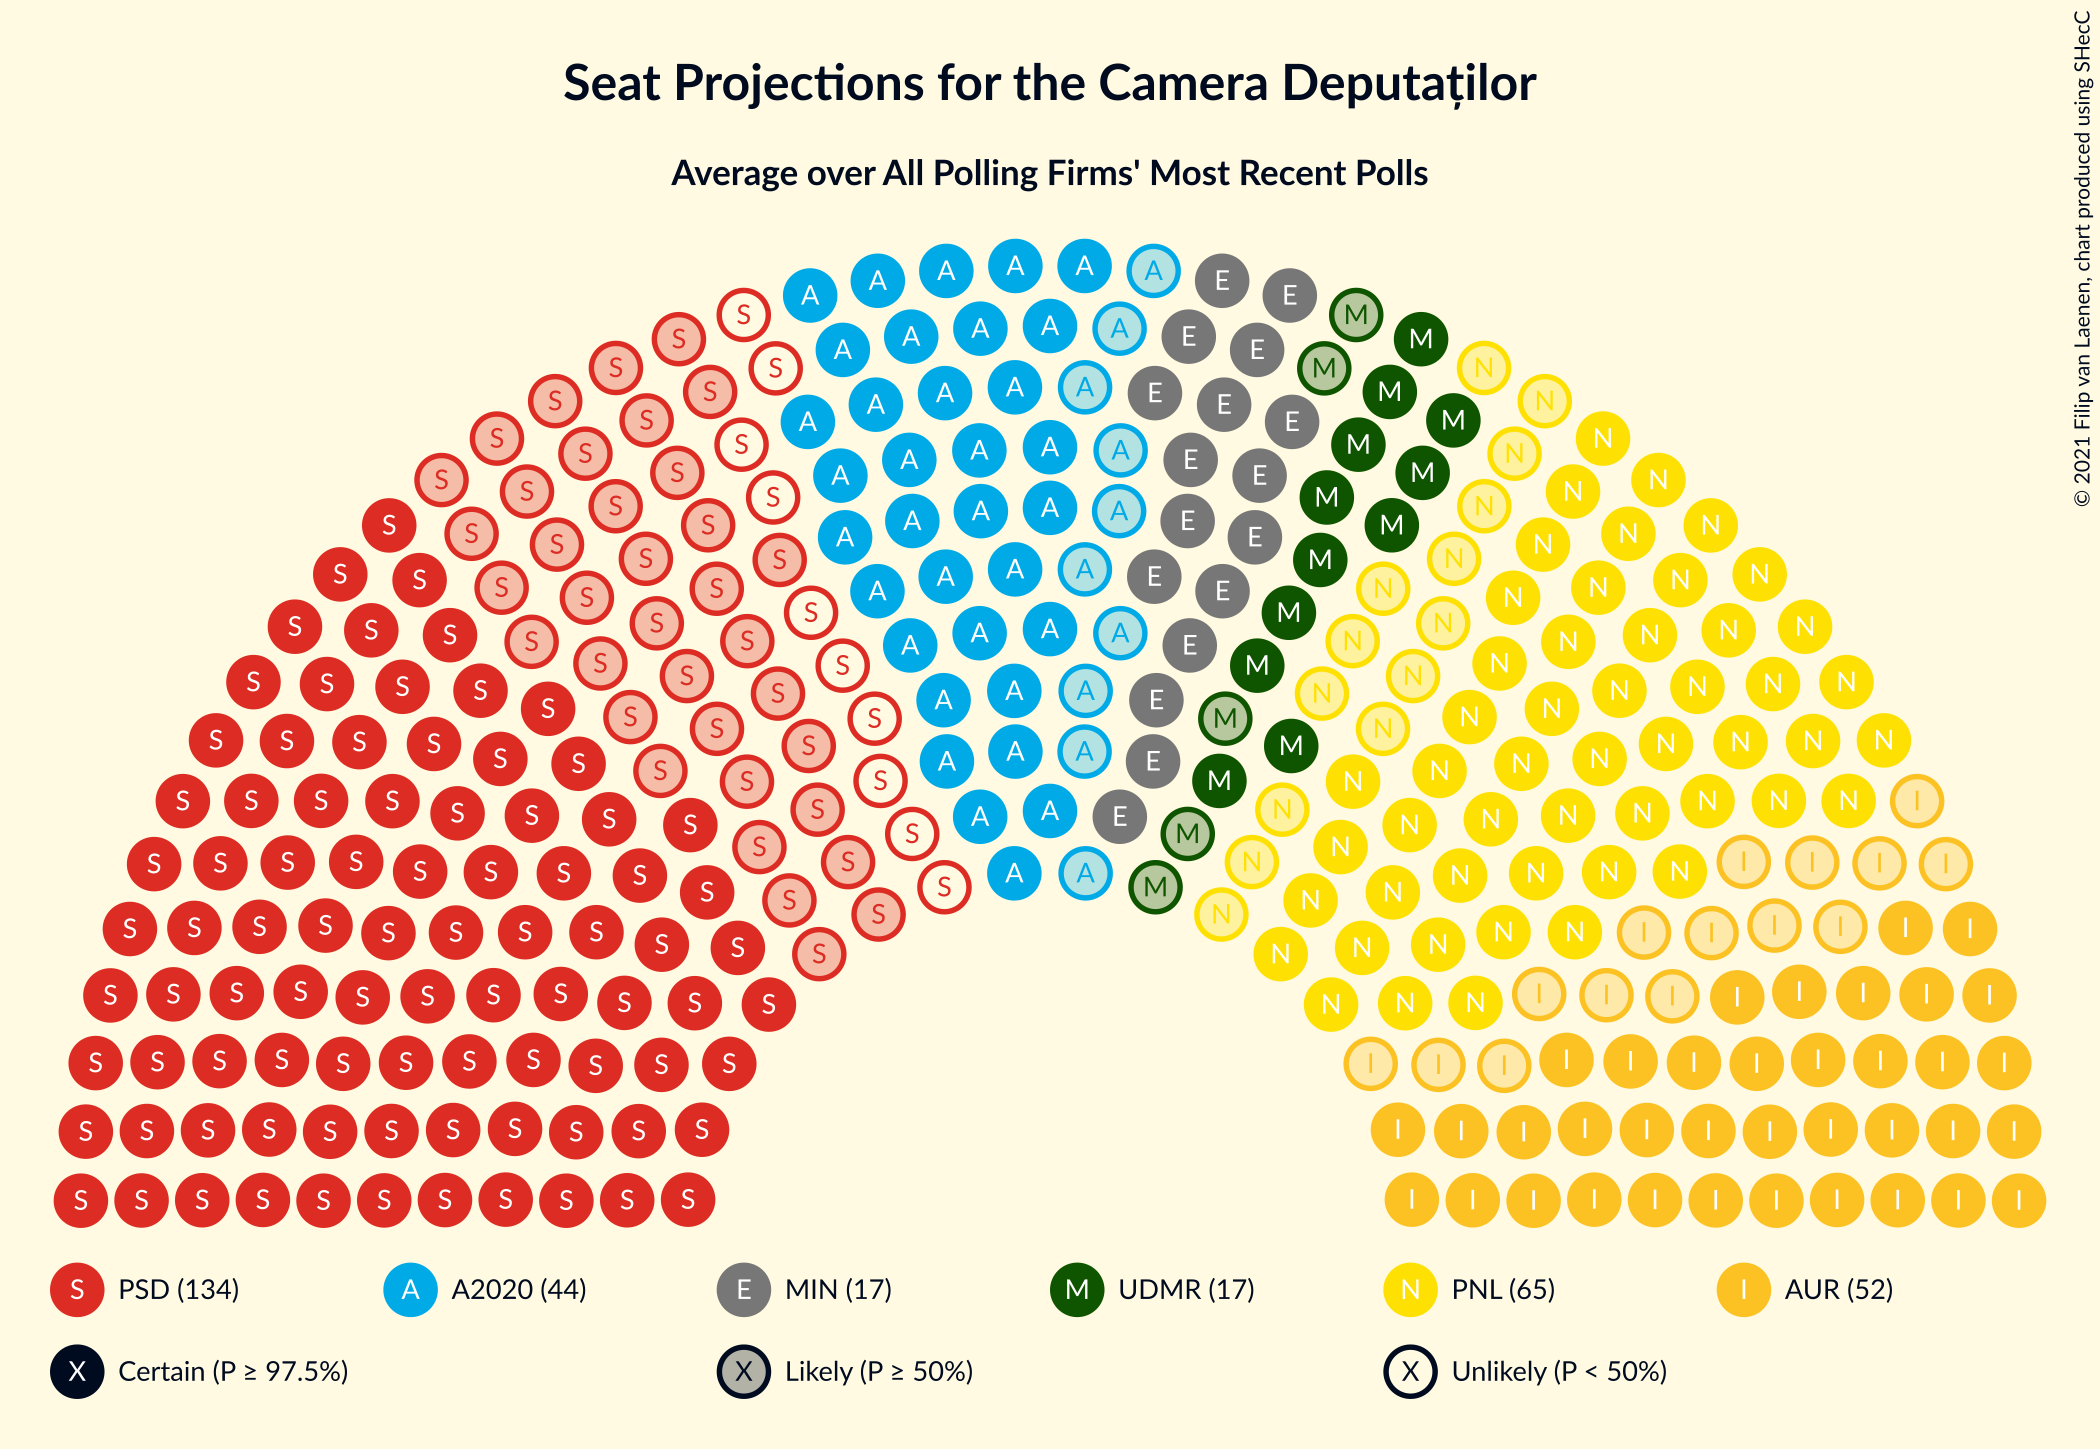 Seat Projections for the Camera Deputaților
Average over All Polling Firms' Most Recent Polls
© 2021 Filip van Laenen, chart produced using SHecC
S PSD (134) A A2020 (44) E MIN (17) M UDMR (17) N PNL (65) I AUR (52)
X Certain (P ≥ 97.5%) X Likely (P ≥ 50%) X Unlikely (P < 50%)